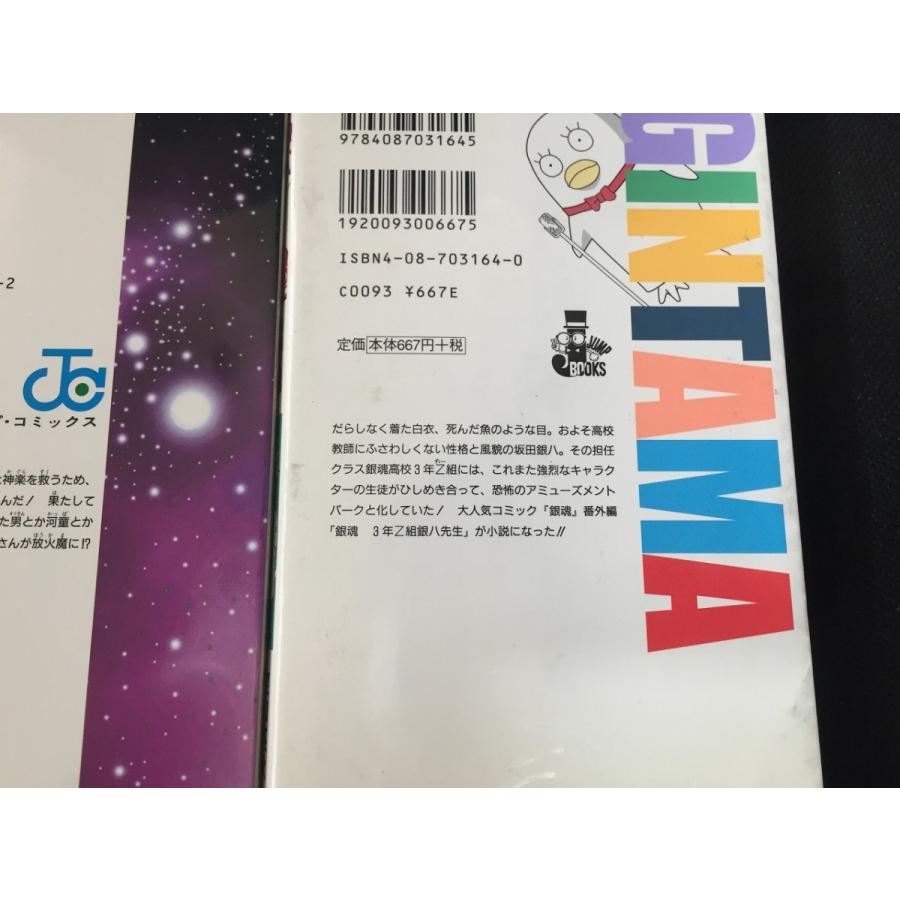 -2
JC
プ・コミックス
な神楽を救うため、
んだ! 果たして
た男とか河童とか
さんが放火魔に!?
9784087031645
1920093006675
ISBN4-08-703164-0
C0093 ¥667E
定価 本体667円+税
JUMP
BOOKS
だらしなく着た白衣、死んだ魚のような目。およそ高校
教師にふさわしくない性格と風貌の坂田銀八。その担任
クラス銀魂高校3年Z組には、これまた強烈なキャラク
ターの生徒がひしめき合って、恐怖のアミューズメント
パークと化していた! 大人気コミック『銀魂』番外編
「銀魂 3年Z組銀八先生」が小説になった!!
GINTAMA